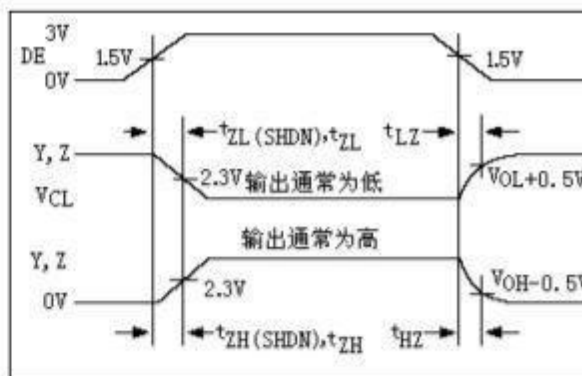 3V
DE 1.5V 1.5V
0V
tZL(SHDN),tZL tLZ
Y, Z
2.3V 输出通常为低 VOL+0.5V
VCL
输出通常为高
Y, Z
2.3V VOH-0.5V
0V
tZH(SHDN),tZH tHZ